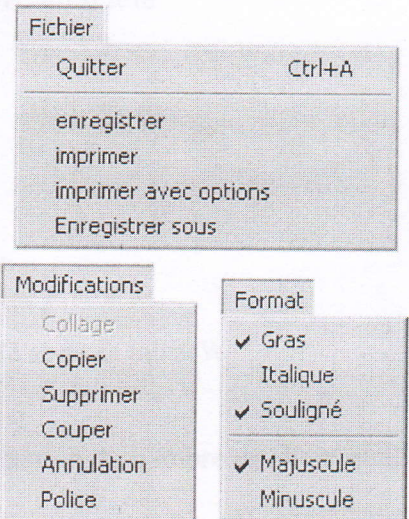 Fichier
Quitter Ctrl+A
enregistrer
imprimer
imprimer avec options
Enregistrer sous
Modifications
Collage
Copier
Supprimer
Couper
Annulation
Police
Format
Gras
Italique
Souligné
Majuscule
Minuscule